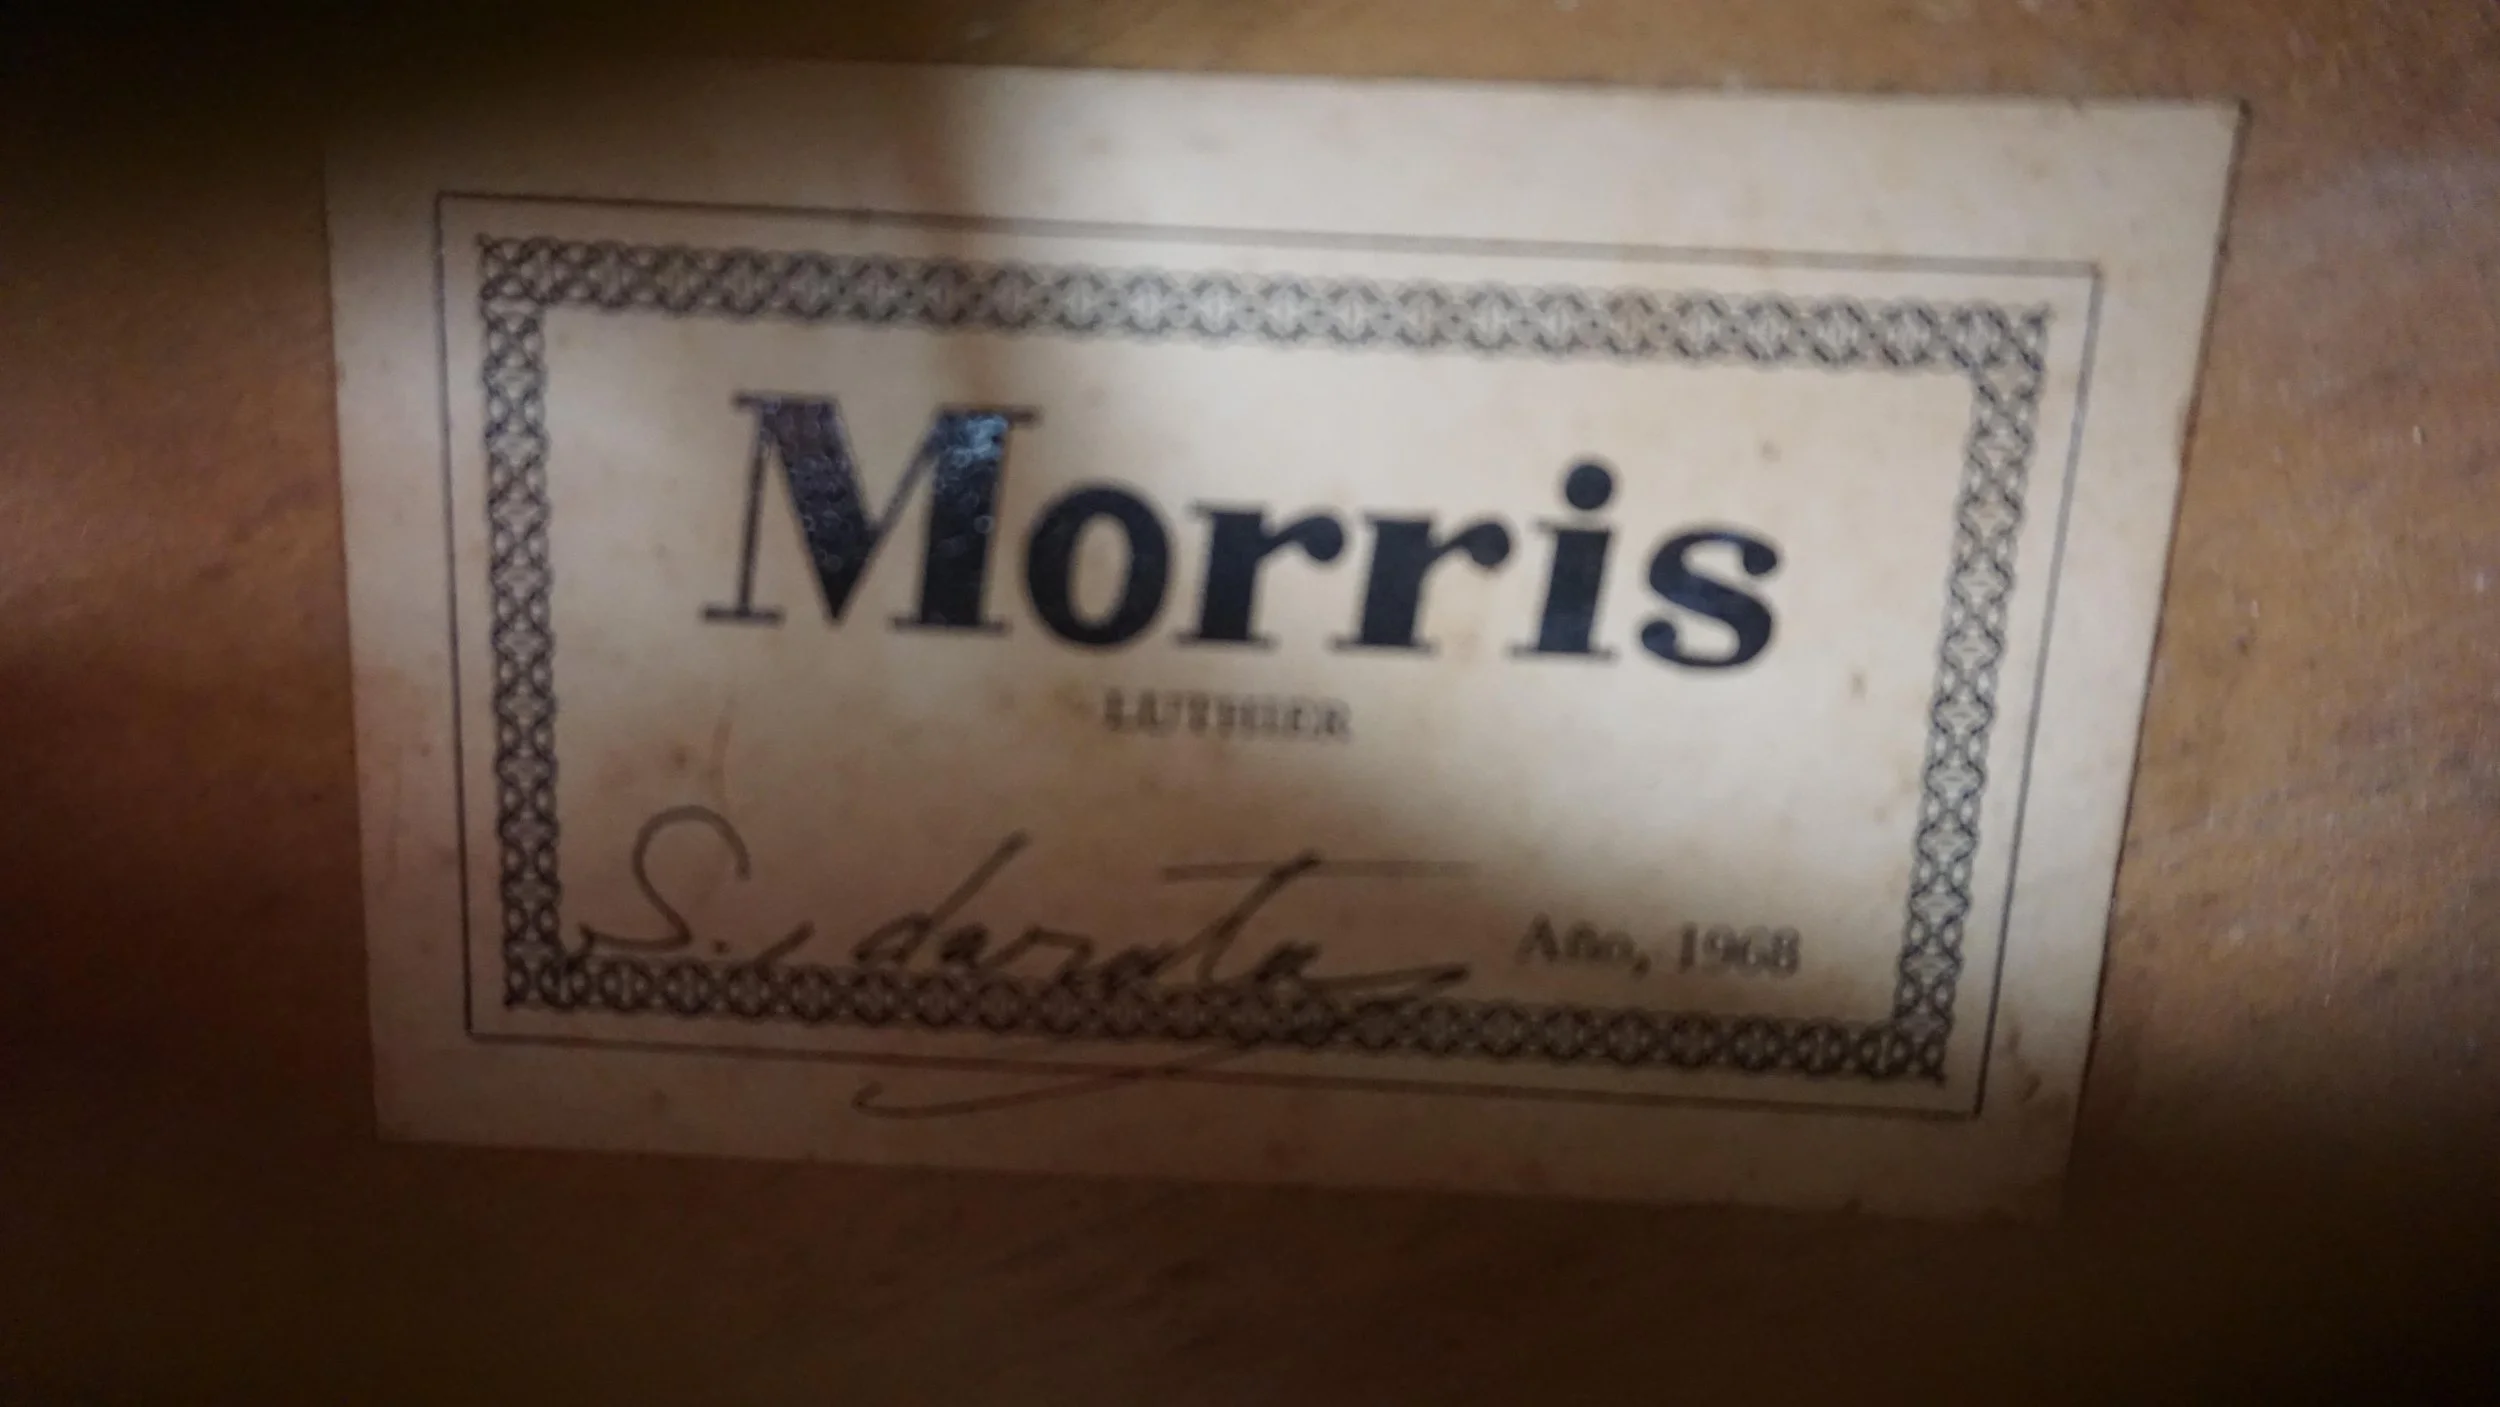 Morris
LUTHIER
S.
Año, 1968